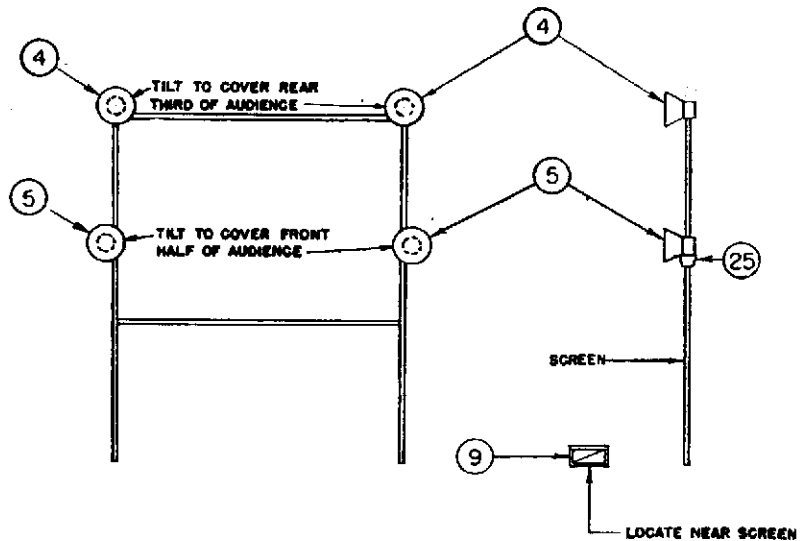 4
4
TILT TO COVER REAR
THIRD OF AUDIENCE
5
5
TILT TO COVER FRONT
HALF OF AUDIENCE
25
SCREEN
9
LOCATE NEAR SCREEN